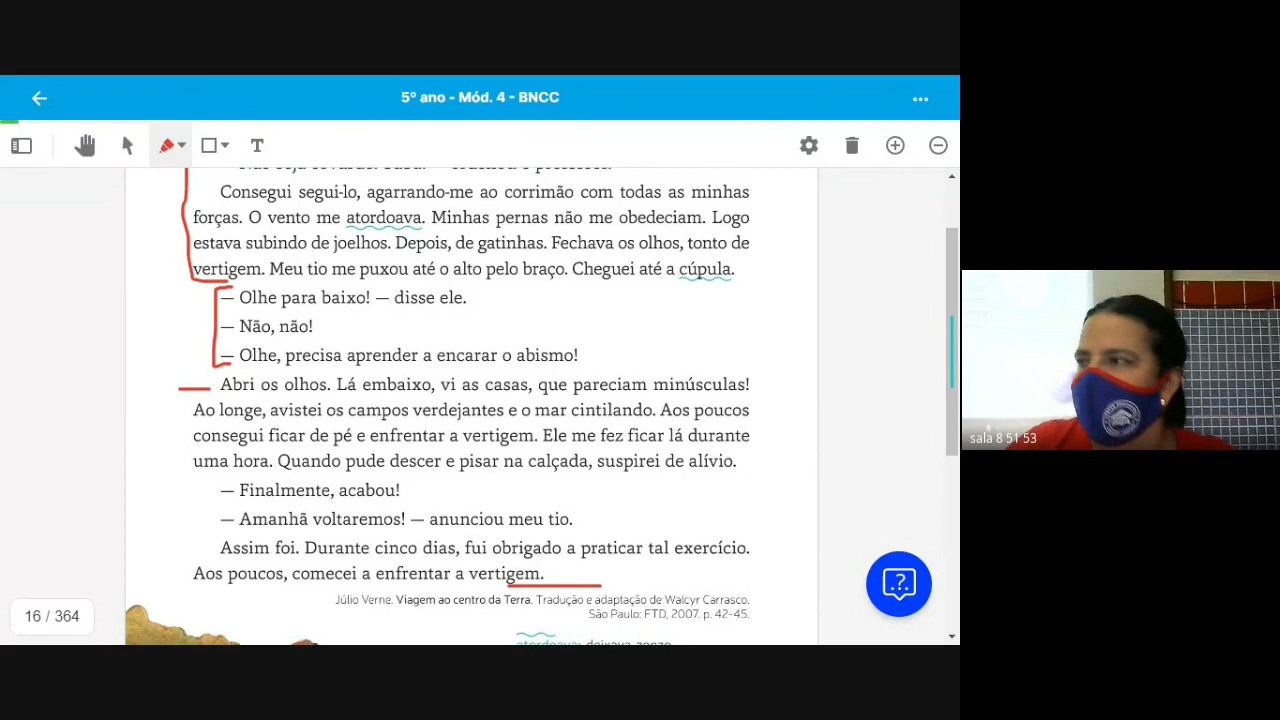 5º ano - Mód. 4 - BNCC
T
Consegui segui-lo, agarrando-me ao corrimão com todas as minhas
forças. O vento me atordoava. Minhas pernas não me obedeciam. Logo
estava subindo de joelhos. Depois, de gatinhas. Fechava os olhos, tonto de
vertigem. Meu tio me puxou até o alto pelo braço. Cheguei até a cúpula.
— Olhe para baixo! — disse ele.
— Não, não!
— Olhe, precisa aprender a encarar o abismo!
Abri os olhos. Lá embaixo, vi as casas, que pareciam minúsculas!
Ao longe, avistei os campos verdejantes e o mar cintilando. Aos poucos
consegui ficar de pé e enfrentar a vertigem. Ele me fez ficar lá durante
uma hora. Quando pude descer e pisar na calçada, suspirei de alívio.
— Finalmente, acabou!
— Amanhã voltaremos! — anunciou meu tio.
Assim foi. Durante cinco dias, fui obrigado a praticar tal exercício.
Aos poucos, comecei a enfrentar a vertigem.
Júlio Verne. Viagem ao centro da Terra. Tradução e adaptação de Walcyr Carrasco.
São Paulo: FTD, 2007. p. 42-45.
atordoava: deixava zonzo
16 / 364
sala 8 51 53